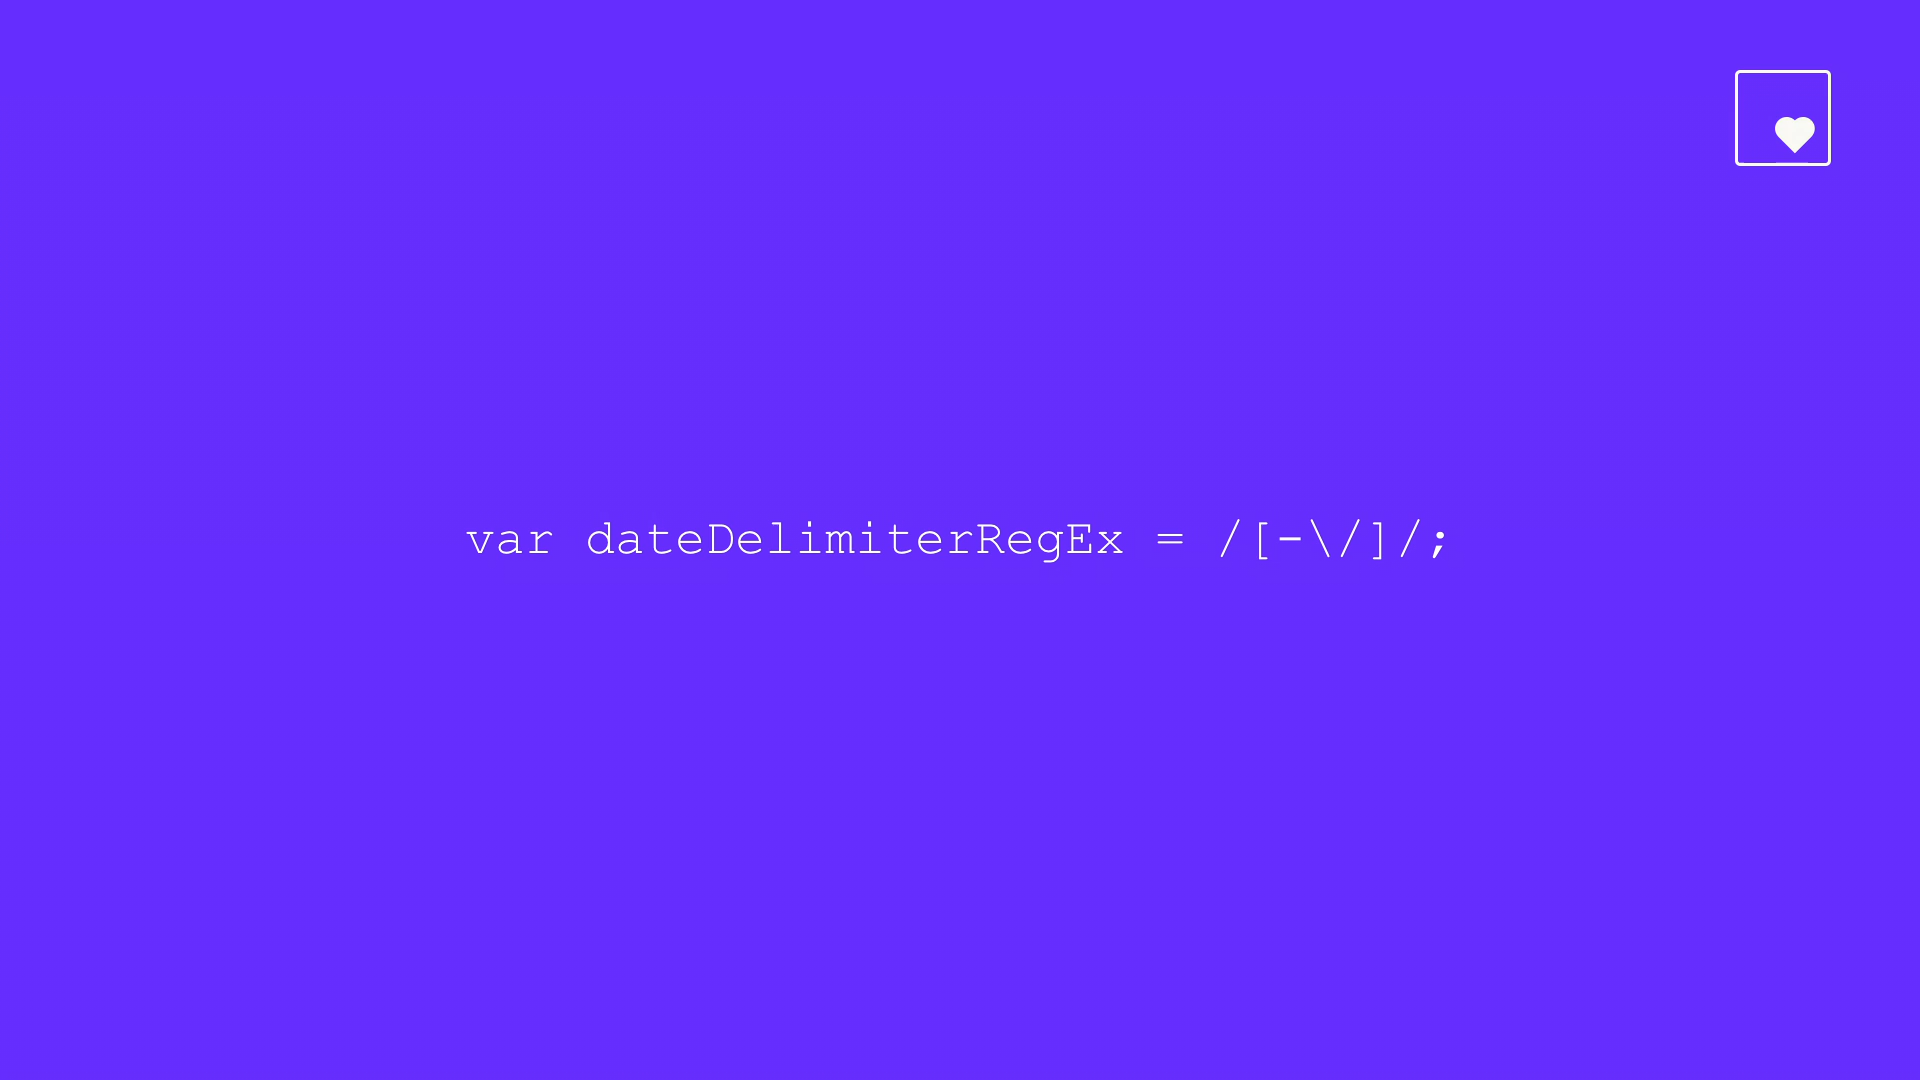 var dateDelimiterRegEx = /[-\/]/;